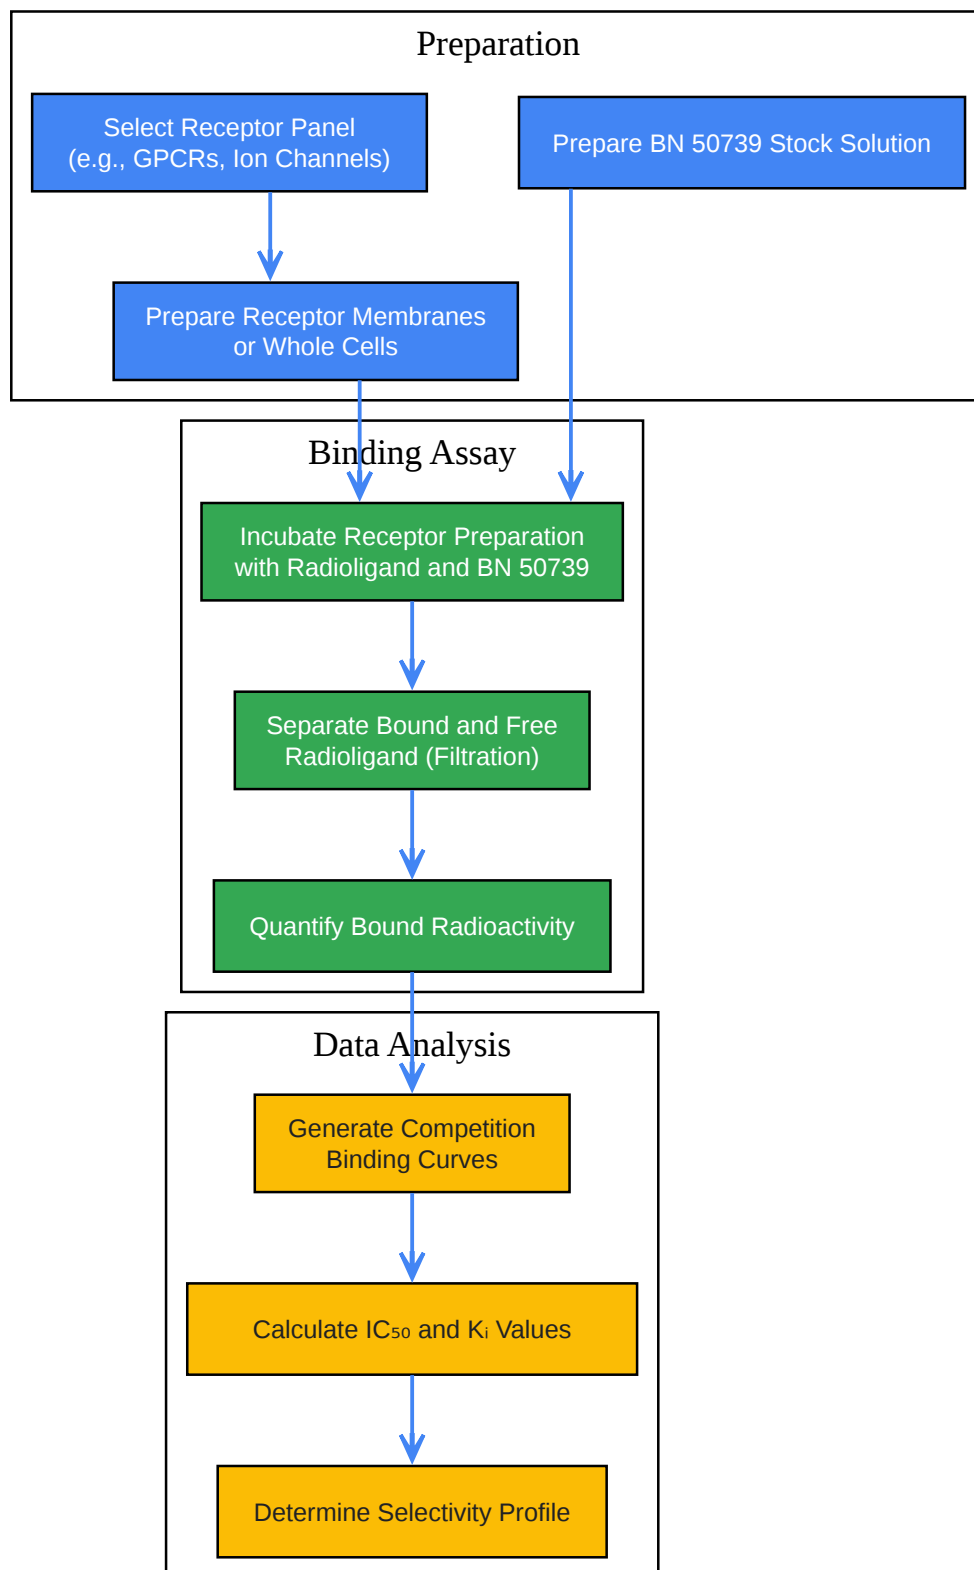 Preparation
Select Receptor Panel
(e.g., GPCRs, Ion Channels)
Prepare BN 50739 Stock Solution
Prepare Receptor Membranes
or Whole Cells
Binding Assay
Incubate Receptor Preparation
with Radioligand and BN 50739
Separate Bound and Free
Radioligand (Filtration)
Quantify Bound Radioactivity
Data Analysis
Generate Competition
Binding Curves
Calculate IC₅₀ and Kᵢ Values
Determine Selectivity Profile